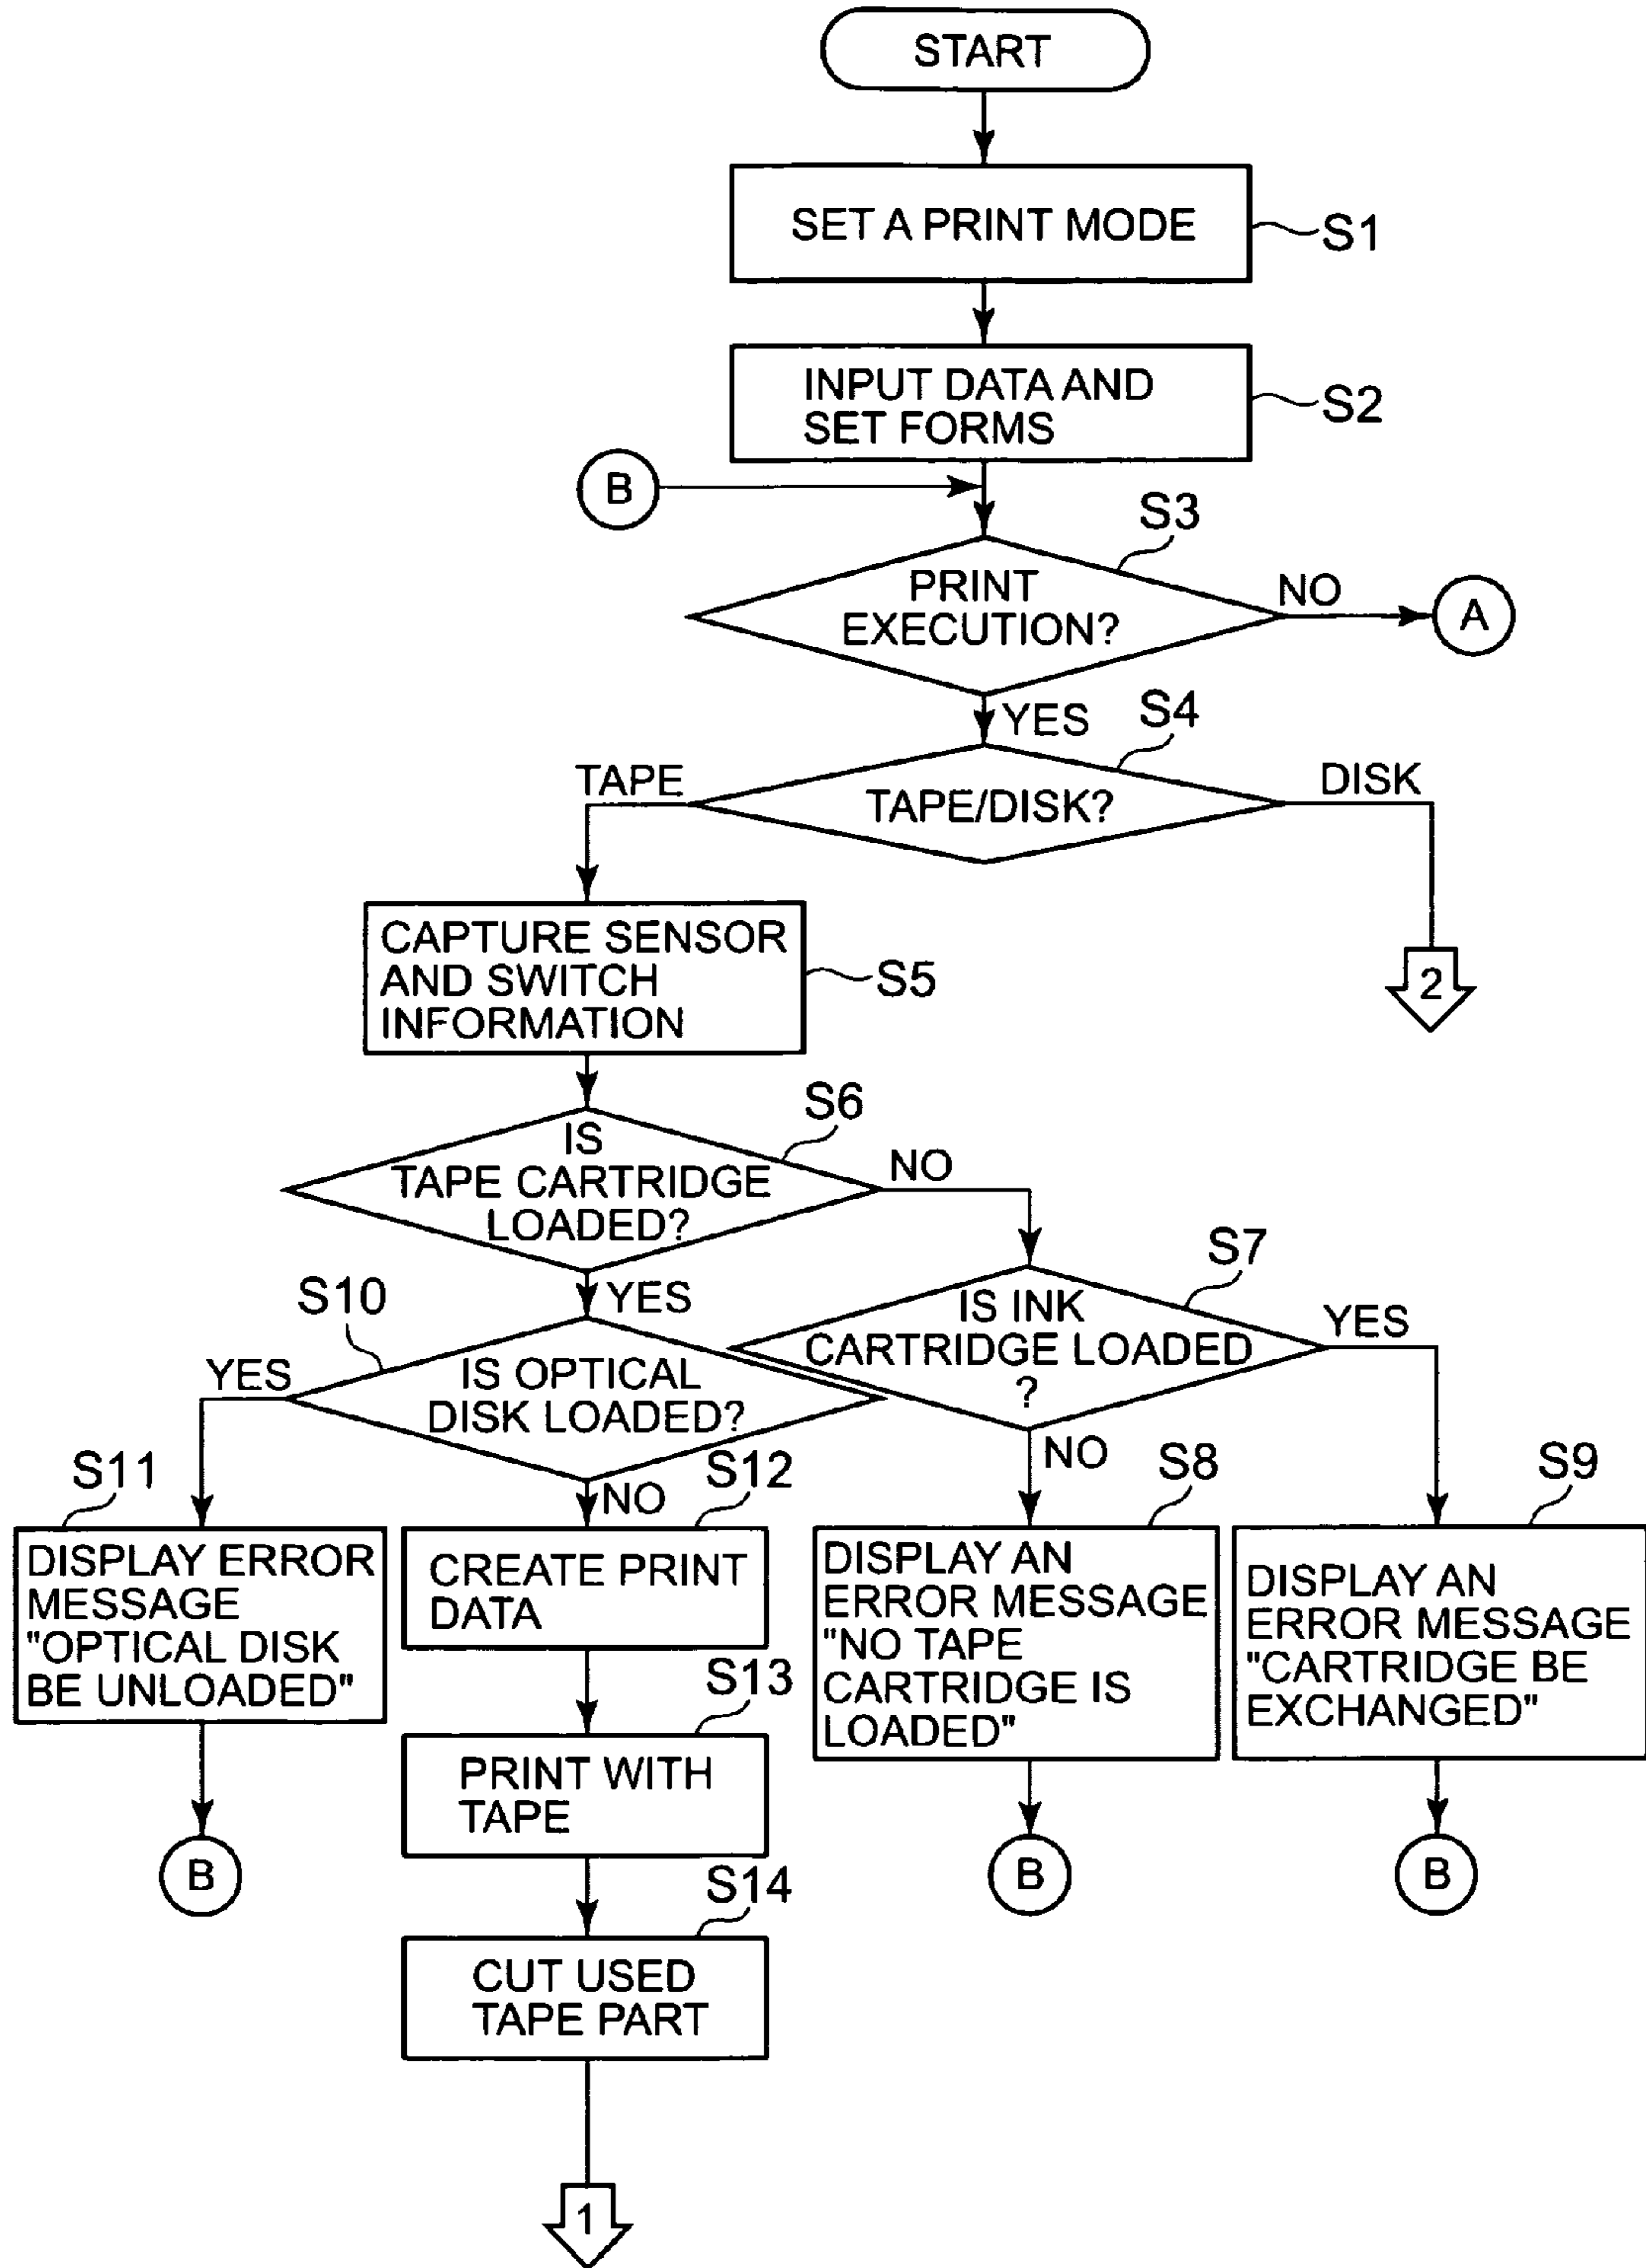 START
SET A PRINT MODE
S1
INPUT DATA AND
SET FORMS
S2
B
S3
PRINT
EXECUTION?
NO
A
YES
S4
TAPE
TAPE/DISK?
DISK
CAPTURE SENSOR
AND SWITCH
INFORMATION
S5
2
S6
IS
TAPE CARTRIDGE
LOADED?
NO
YES
S7
IS INK
CARTRIDGE LOADED
?
YES
NO
S10
IS OPTICAL
DISK LOADED?
YES
NO
S11
DISPLAY ERROR
MESSAGE
"OPTICAL DISK
BE UNLOADED"
B
S12
CREATE PRINT
DATA
S8
DISPLAY AN
ERROR MESSAGE
"NO TAPE
CARTRIDGE IS
LOADED"
B
S9
DISPLAY AN
ERROR MESSAGE
"CARTRIDGE BE
EXCHANGED"
B
S13
PRINT WITH
TAPE
S14
CUT USED
TAPE PART
1